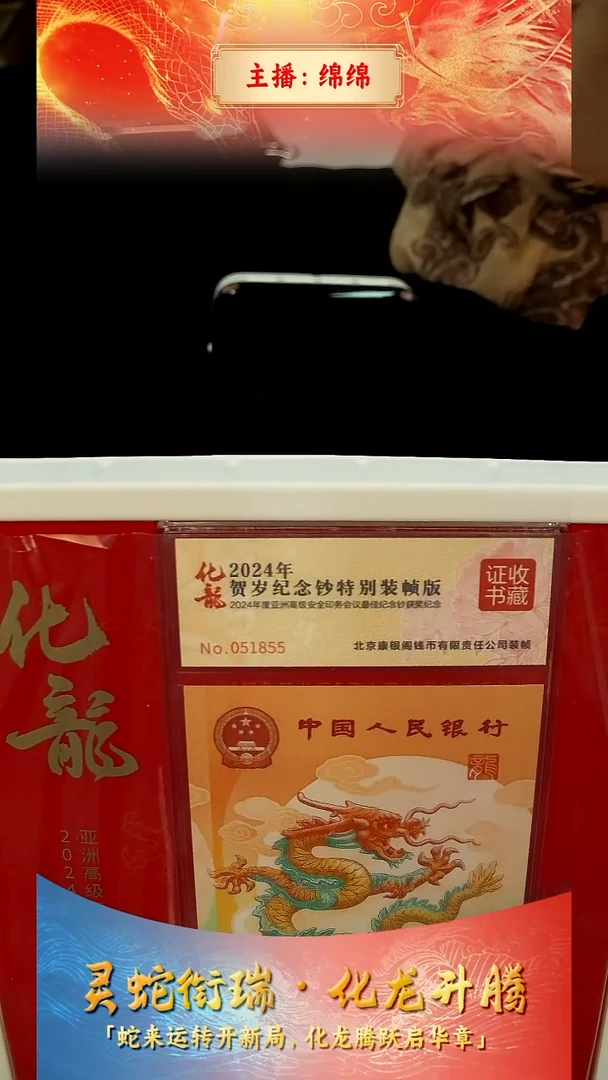 主播：绵绵
化龍
2024年
贺岁纪念钞特别装帧版
2024年度亚洲高级安全印务会议最佳纪念钞获奖纪念
证收
书藏
No.051855
北京康银阁钱币有限责任公司装帧
中国人民银行
龍
化龍
亚洲高级
2024
灵蛇衔瑞·化龙升腾
「蛇来运转开新局，化龙腾跃启华章」